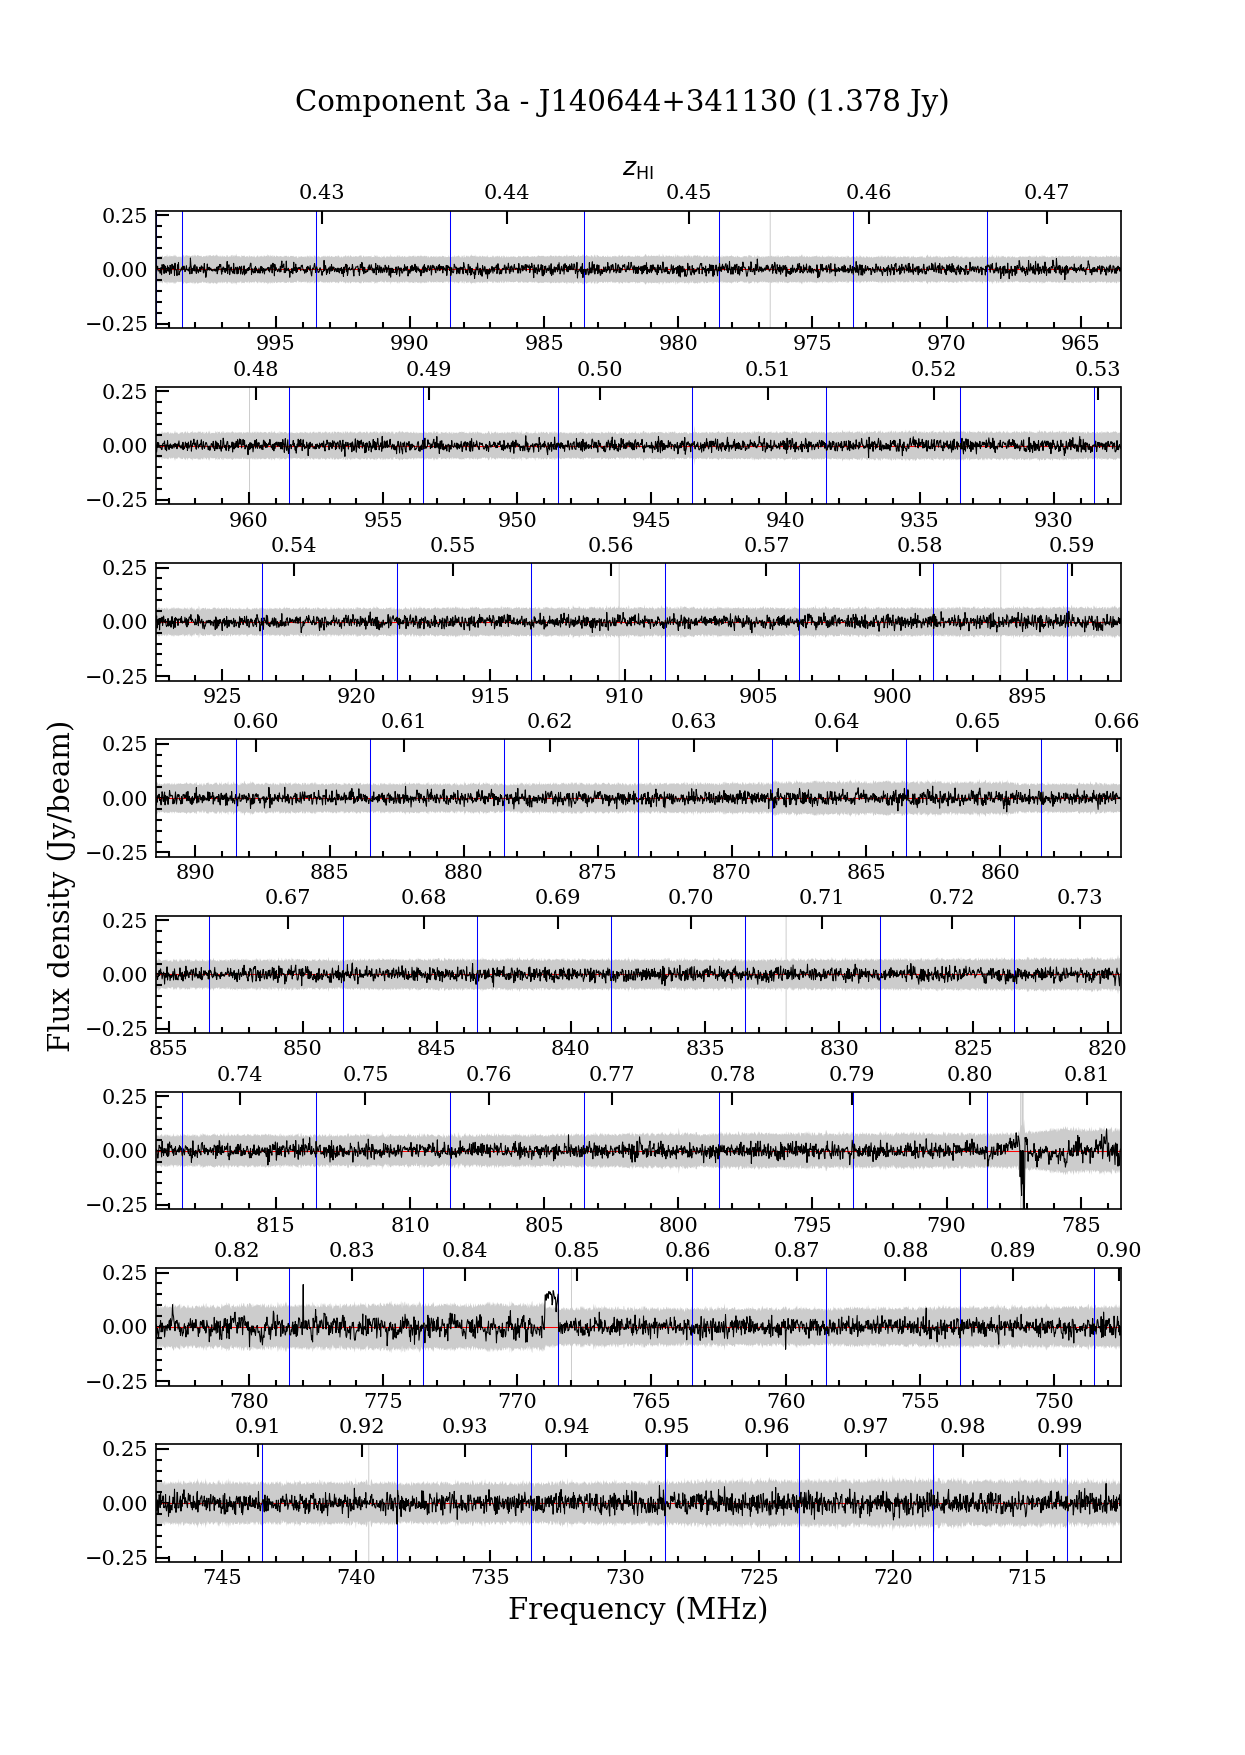 Component 3a - J140644+341130 (1.378 Jy)
zHI
0.43 0.44 0.45 0.46 0.47
0.25
0.00
−0.25
995 990 985 980 975 970 965
0.48 0.49 0.50 0.51 0.52 0.53
0.25
0.00
−0.25
960 955 950 945 940 935 930
0.54 0.55 0.56 0.57 0.58 0.59
0.25
0.00
−0.25
925 920 915 910 905 900 895
0.60 0.61 0.62 0.63 0.64 0.65 0.66
0.25
0.00
−0.25
890 885 880 875 870 865 860
Flux density (Jy/beam)
0.67 0.68 0.69 0.70 0.71 0.72 0.73
0.25
0.00
−0.25
855 850 845 840 835 830 825 820
0.74 0.75 0.76 0.77 0.78 0.79 0.80 0.81
0.25
0.00
−0.25
815 810 805 800 795 790 785
0.82 0.83 0.84 0.85 0.86 0.87 0.88 0.89 0.90
0.25
0.00
−0.25
780 775 770 765 760 755 750
0.91 0.92 0.93 0.94 0.95 0.96 0.97 0.98 0.99
0.25
0.00
−0.25
745 740 735 730 725 720 715
Frequency (MHz)